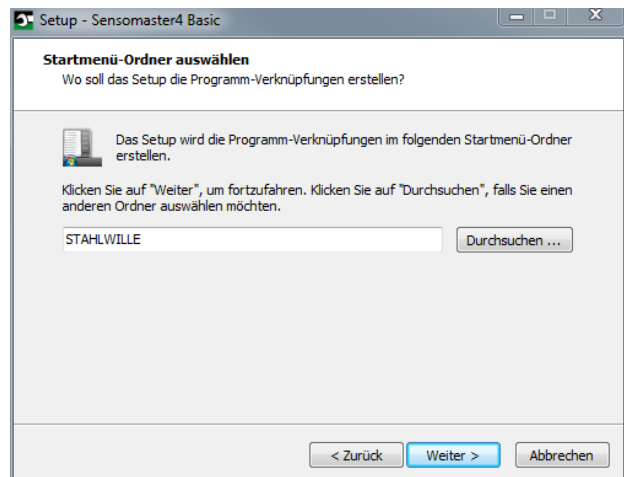 Setup - Sensomaster4 Basic
Startmenü-Ordner auswählen
Wo soll das Setup die Programm-Verknüpfungen erstellen?
Das Setup wird die Programm-Verknüpfungen im folgenden Startmenü-Ordner
erstellen.
Klicken Sie auf "Weiter", um fortzufahren. Klicken Sie auf "Durchsuchen", falls Sie einen
anderen Ordner auswählen möchten.
STAHLWILLE
Durchsuchen ...
< Zurück
Weiter >
Abbrechen